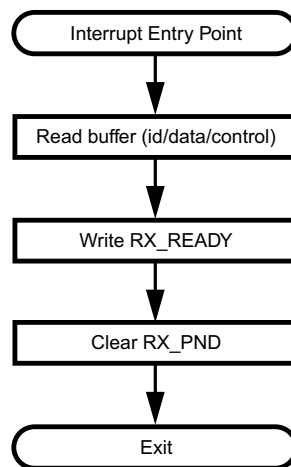 Interrupt Entry Point
Read buffer (id/data/control)
Write RX_READY
Clear RX_PND
Exit